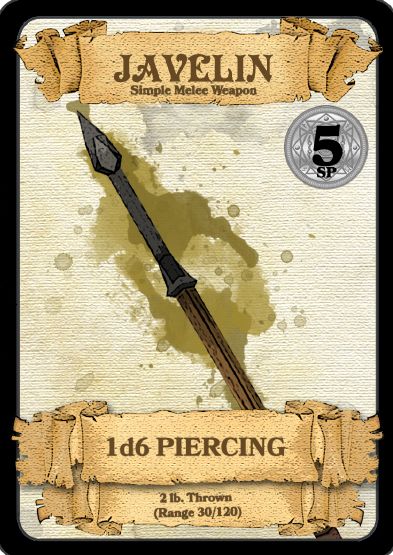 JAVELIN
Simple Melee Weapon
5
SP
1d6 PIERCING
2 lb. Thrown
(Range 30/120)